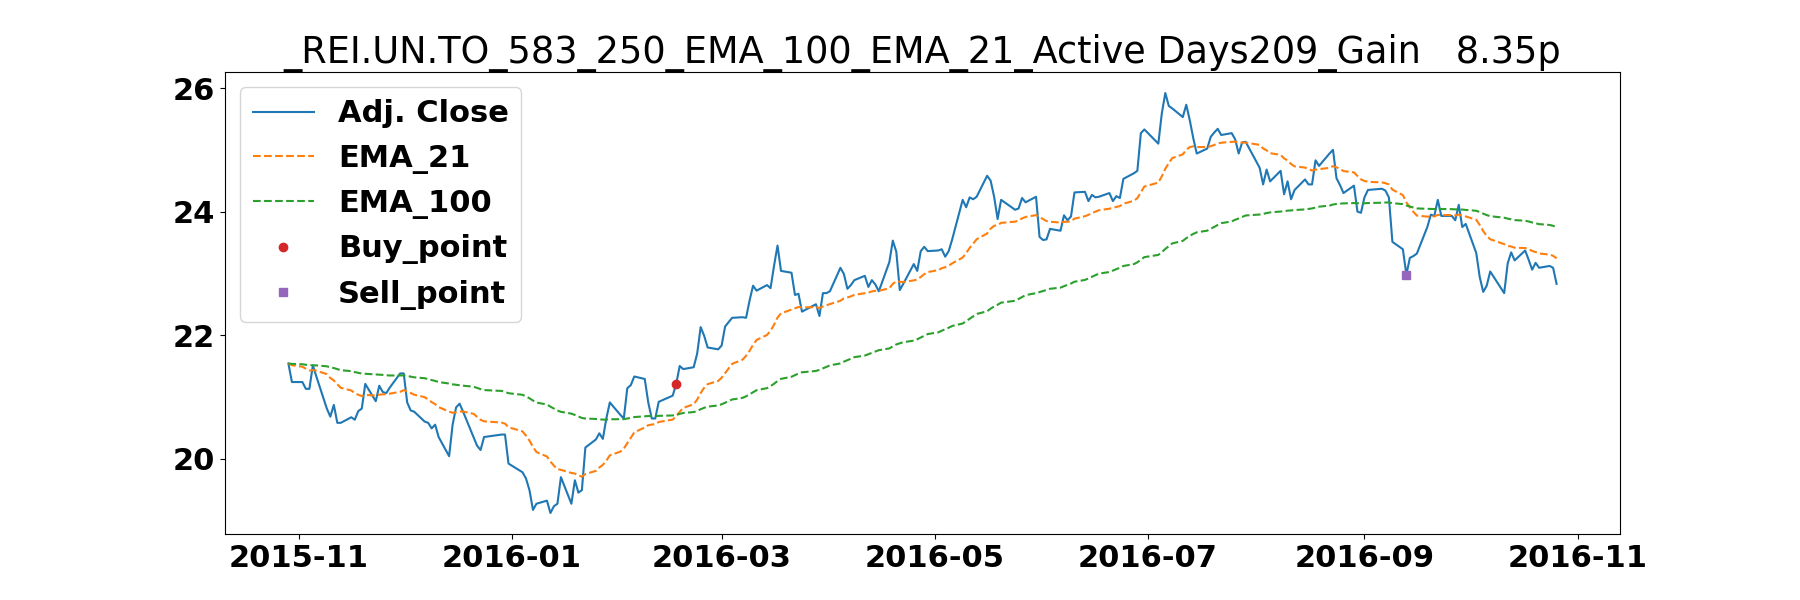 _REI.UN.TO_583_250_EMA_100_EMA_21_Active Days209_Gain   8.35p
26
24
22
20
Adj. Close
EMA_21
EMA_100
Buy_point
Sell_point
2015-11 2016-01 2016-03 2016-05 2016-07 2016-09 2016-11